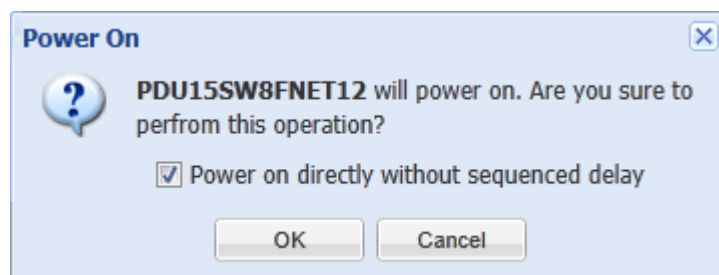 Power On
PDU15SW8FNET12 will power on. Are you sure to
perfrom this operation?
Power on directly without sequenced delay
OK Cancel